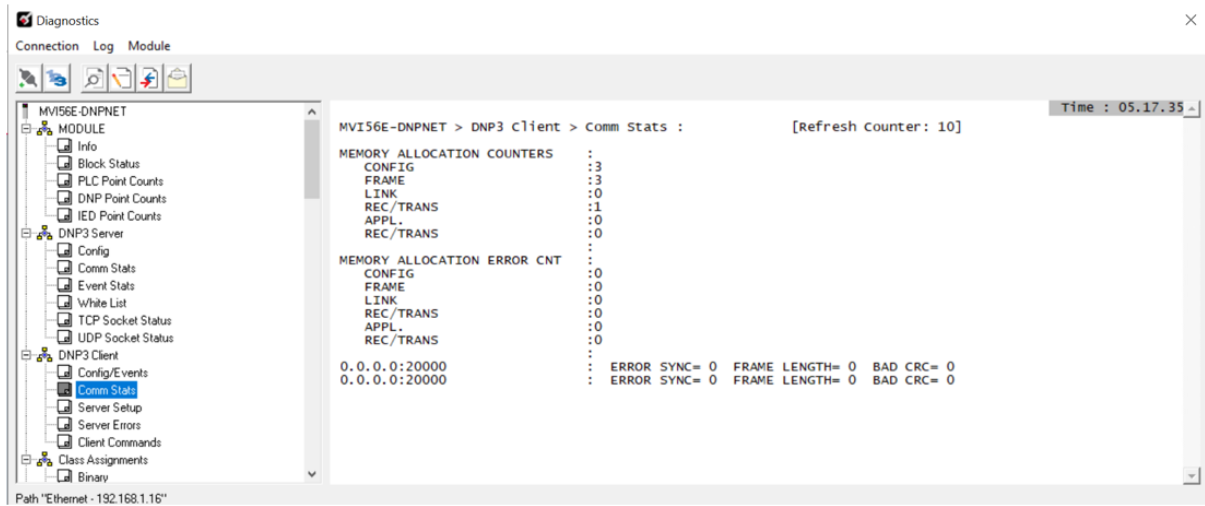 Diagnostics
Connection Log Module
MVI56E-DNPNET
MODULE
Info
Block Status
PLC Point Counts
DNP Point Counts
IED Point Counts
DNP3 Server
Config
Comm Stats
Event Stats
White List
TCP Socket Status
UDP Socket Status
DNP3 Client
Config/Events
Comm Stats
Server Setup
Server Errors
Client Commands
Class Assignments
Binary
Time : 05.17.35
MVI56E-DNPNET > DNP3 Client > Comm Stats : [Refresh Counter: 10]
MEMORY ALLOCATION COUNTERS :
CONFIG :3
FRAME :3
LINK :0
REC/TRANS :1
APPL. :0
REC/TRANS :0
:
MEMORY ALLOCATION ERROR CNT :
CONFIG :0
FRAME :0
LINK :0
REC/TRANS :0
APPL. :0
REC/TRANS :0
:
0.0.0.0:20000 : ERROR SYNC= 0 FRAME LENGTH= 0 BAD CRC= 0
0.0.0.0:20000 : ERROR SYNC= 0 FRAME LENGTH= 0 BAD CRC= 0
Path "Ethernet - 192.168.1.16"